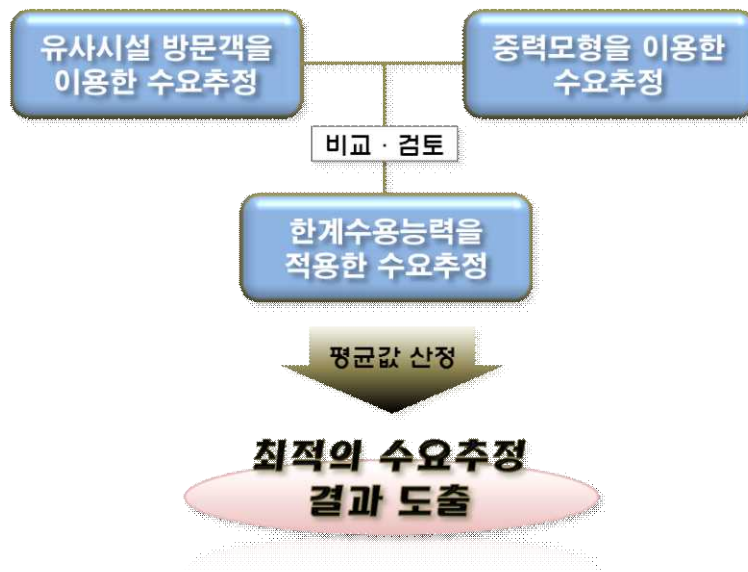 유사시설 방문객을
이용한 수요추정
중력모형을 이용한
수요추정
비교 · 검토
한계수용능력을
적용한 수요추정
평균값 산정
최적의 수요추정
결과 도출